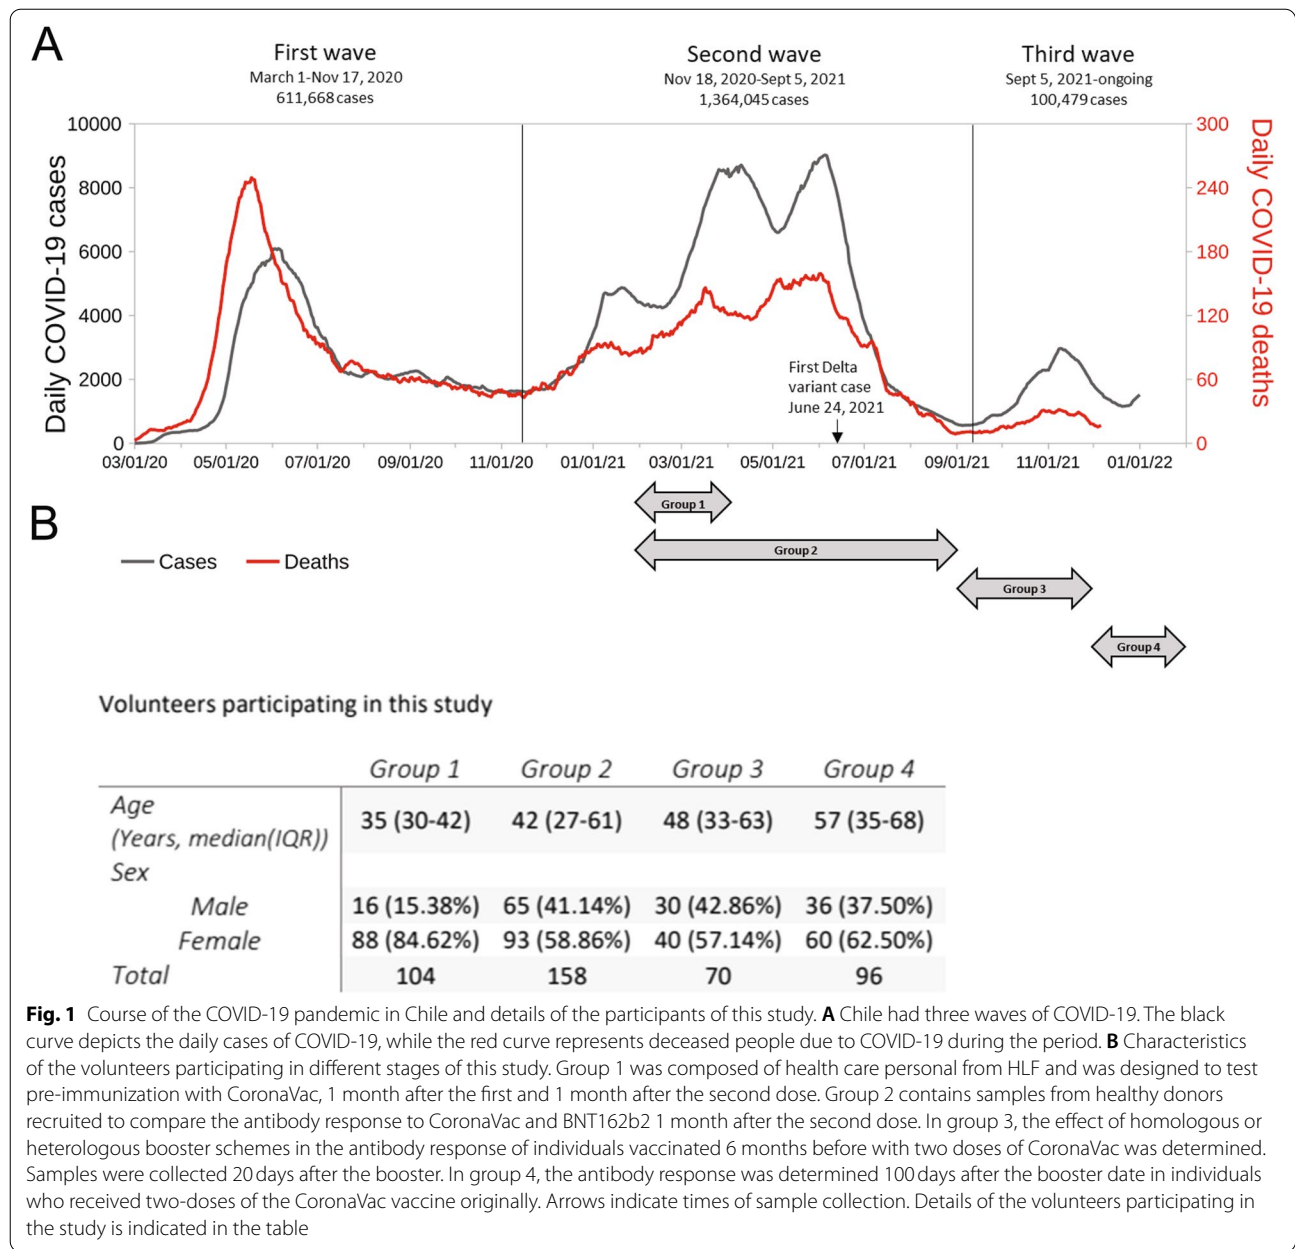 A
First wave
March 1-Nov 17, 2020
611,668 cases
Second wave
Nov 18, 2020-Sept 5, 2021
1,364,045 cases
Third wave
Sept 5, 2021-ongoing
100,479 cases
Daily COVID-19 cases
10000
8000
6000
4000
2000
0
300
240
180
120
60
0
Daily COVID-19 deaths
First Delta
variant case
June 24, 2021
03/01/20 05/01/20 07/01/20 09/01/20 11/01/20 01/01/21 03/01/21 05/01/21 07/01/21 09/01/21 11/01/21 01/01/22
Group 1
B
Group 2
Cases Deaths
Group 3
Group 4
Volunteers participating in this study
Group 1 Group 2 Group 3 Group 4
Age
(Years, median(IQR)) 35 (30-42) 42 (27-61) 48 (33-63) 57 (35-68)
Sex
Male 16 (15.38%) 65 (41.14%) 30 (42.86%) 36 (37.50%)
Female 88 (84.62%) 93 (58.86%) 40 (57.14%) 60 (62.50%)
Total 104 158 70 96
Fig. 1 Course of the COVID-19 pandemic in Chile and details of the participants of this study. A Chile had three waves of COVID-19. The black
curve depicts the daily cases of COVID-19, while the red curve represents deceased people due to COVID-19 during the period. B Characteristics
of the volunteers participating in different stages of this study. Group 1 was composed of health care personal from HLF and was designed to test
pre-immunization with CoronaVac, 1 month after the first and 1 month after the second dose. Group 2 contains samples from healthy donors
recruited to compare the antibody response to CoronaVac and BNT162b2 1 month after the second dose. In group 3, the effect of homologous or
heterologous booster schemes in the antibody response of individuals vaccinated 6 months before with two doses of CoronaVac was determined.
Samples were collected 20 days after the booster. In group 4, the antibody response was determined 100 days after the booster date in individuals
who received two-doses of the CoronaVac vaccine originally. Arrows indicate times of sample collection. Details of the volunteers participating in
the study is indicated in the table